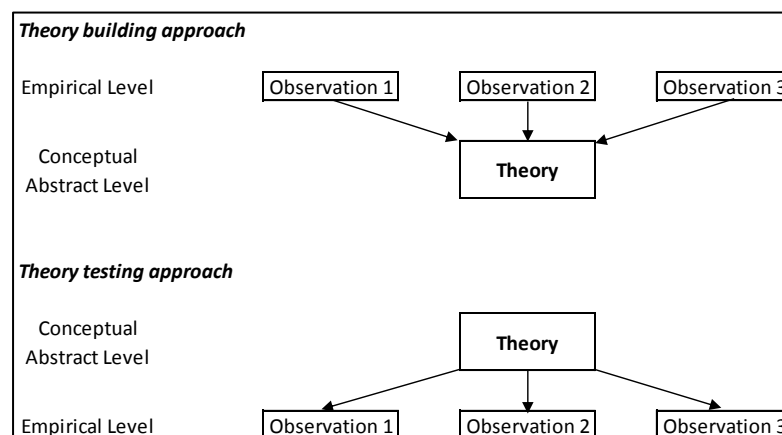 Theory building approach
Empirical Level Observation 1 Observation 2 Observation 3
Conceptual
Abstract Level
Theory
Theory testing approach
Conceptual
Abstract Level
Theory
Empirical Level Observation 1 Observation 2 Observation 3